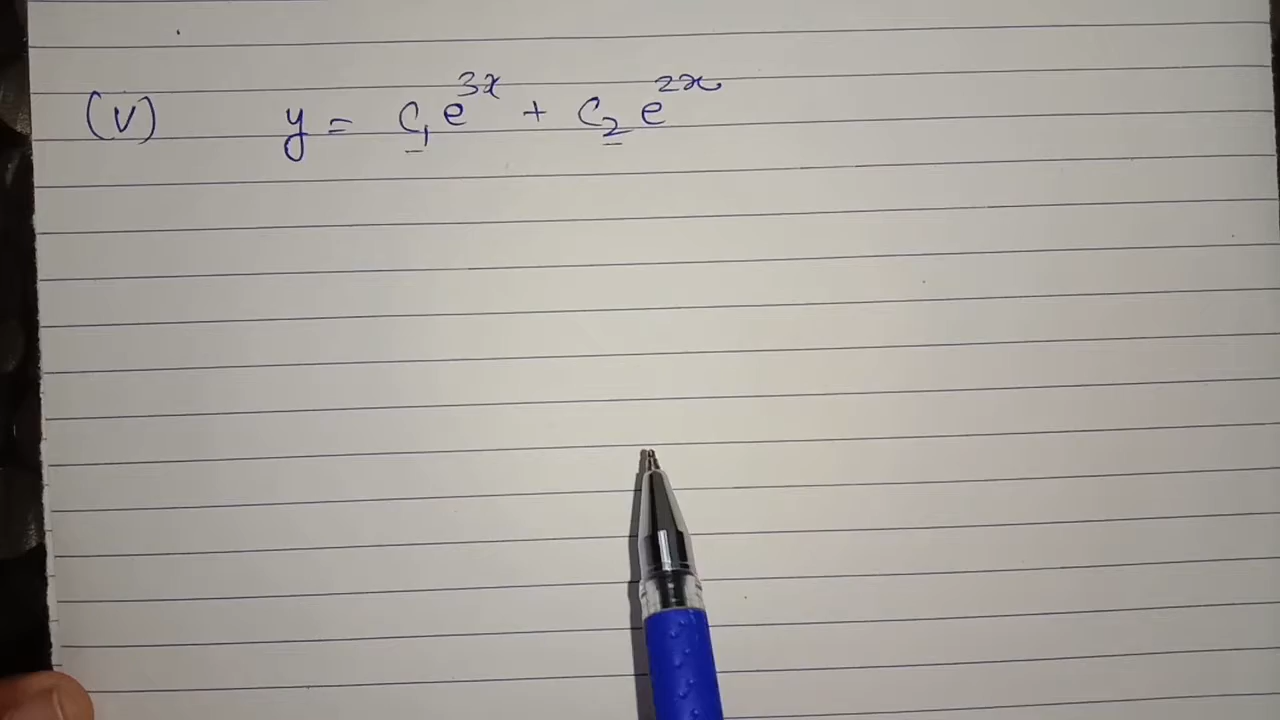 (V) y = C₁e^{3x} + C₂e^{2x}